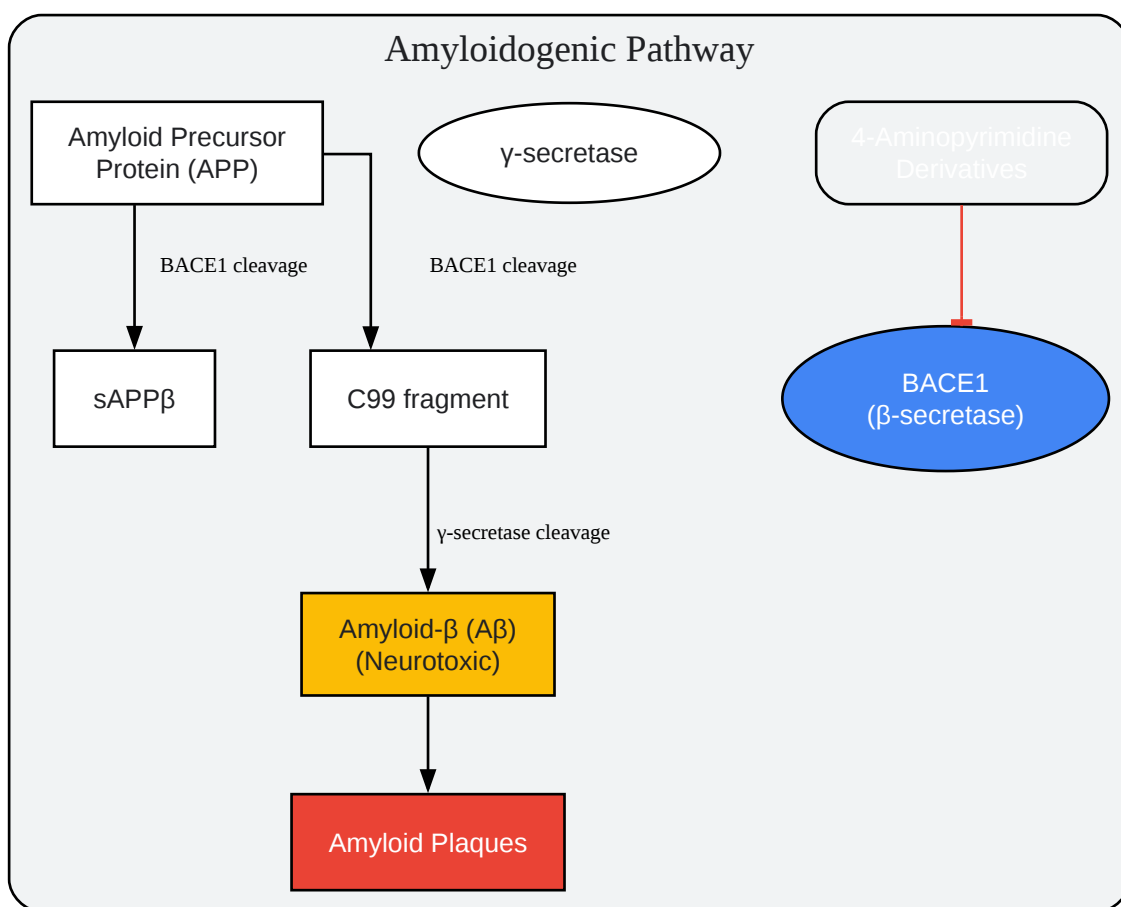 Amyloidogenic Pathway
Amyloid Precursor
Protein (APP)
γ-secretase
4-Aminopyrimidine
Derivatives
BACE1 cleavage
BACE1 cleavage
sAPPβ
C99 fragment
BACE1
(β-secretase)
γ-secretase cleavage
Amyloid-β (Aβ)
(Neurotoxic)
Amyloid Plaques